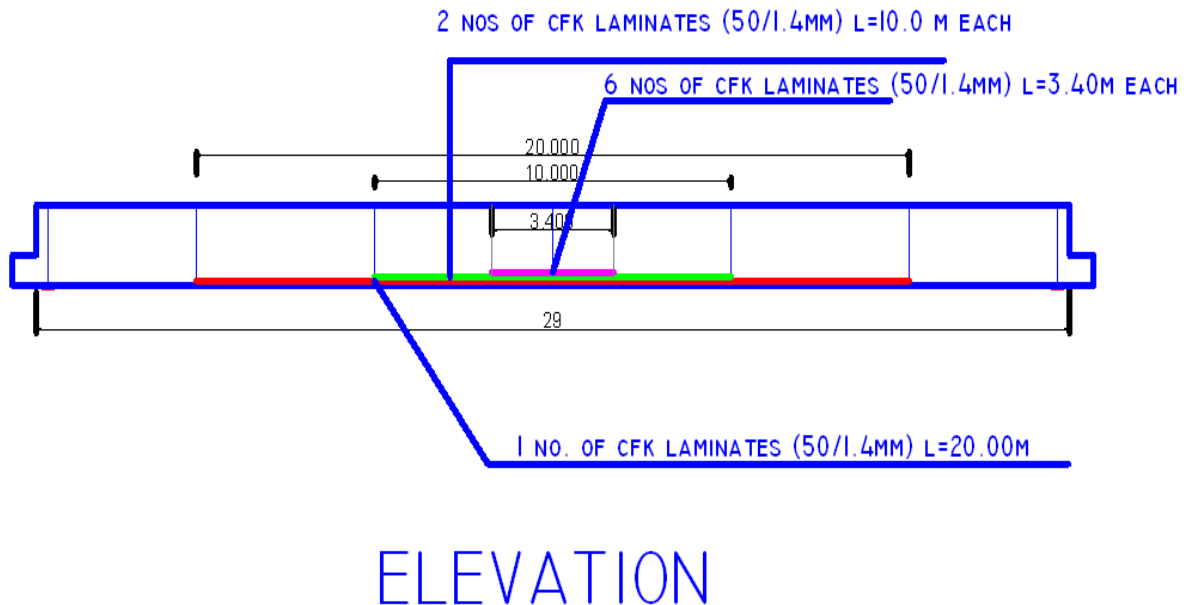 2 NOS OF CFK LAMINATES (50/1.4MM) L=10.0 M EACH
6 NOS OF CFK LAMINATES (50/1.4MM) L=3.40M EACH
20.000
10.000
3.400
29
1 NO. OF CFK LAMINATES (50/1.4MM) L=20.00M
ELEVATION